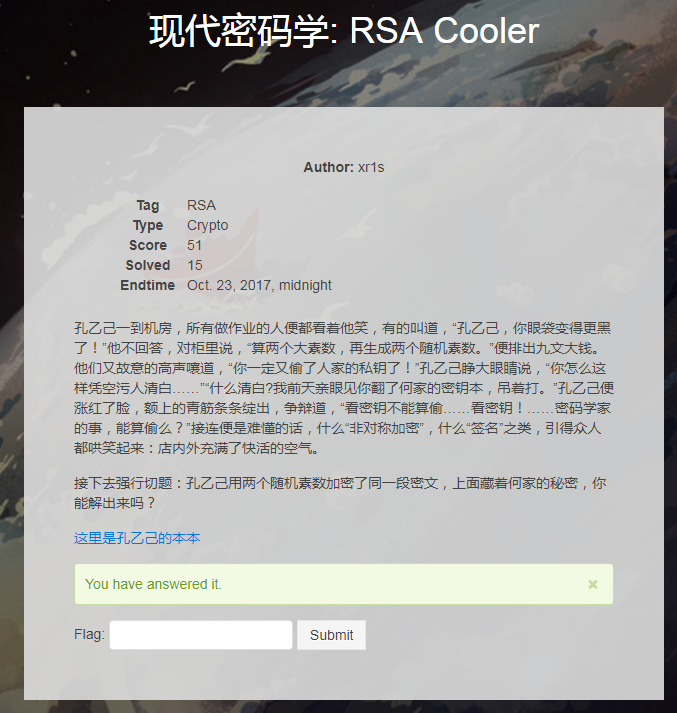 现代密码学: RSA Cooler
Author: xr1s
Tag RSA
Type Crypto
Score 51
Solved 15
Endtime Oct. 23, 2017, midnight
孔乙己一到机房，所有做作业的人便都看着他笑，有的叫道，“孔乙己，你眼袋变得更黑
了！”他不回答，对柜里说，“算两个大素数，再生成两个随机素数。”便排出九文大钱。
他们又故意的高声嚷道，“你一定又偷了人家的私钥了！”孔乙己睁大眼睛说，“你怎么这
样凭空污人清白……”“什么清白?我前天亲眼见你翻了何家的密钥本，吊着打。”孔乙己便
涨红了脸，额上的青筋条条绽出，争辩道，“看密钥不能算偷……看密钥！……密码学家
的事，能算偷么？”接连便是难懂的话，什么“非对称加密”，什么“签名”之类，引得众人
都哄笑起来：店内外充满了快活的空气。
接下去强行切题：孔乙己用两个随机素数加密了同一段密文，上面藏着何家的秘密，你
能解出来吗？
这里是孔乙己的本本
You have answered it. ×
Flag: Submit